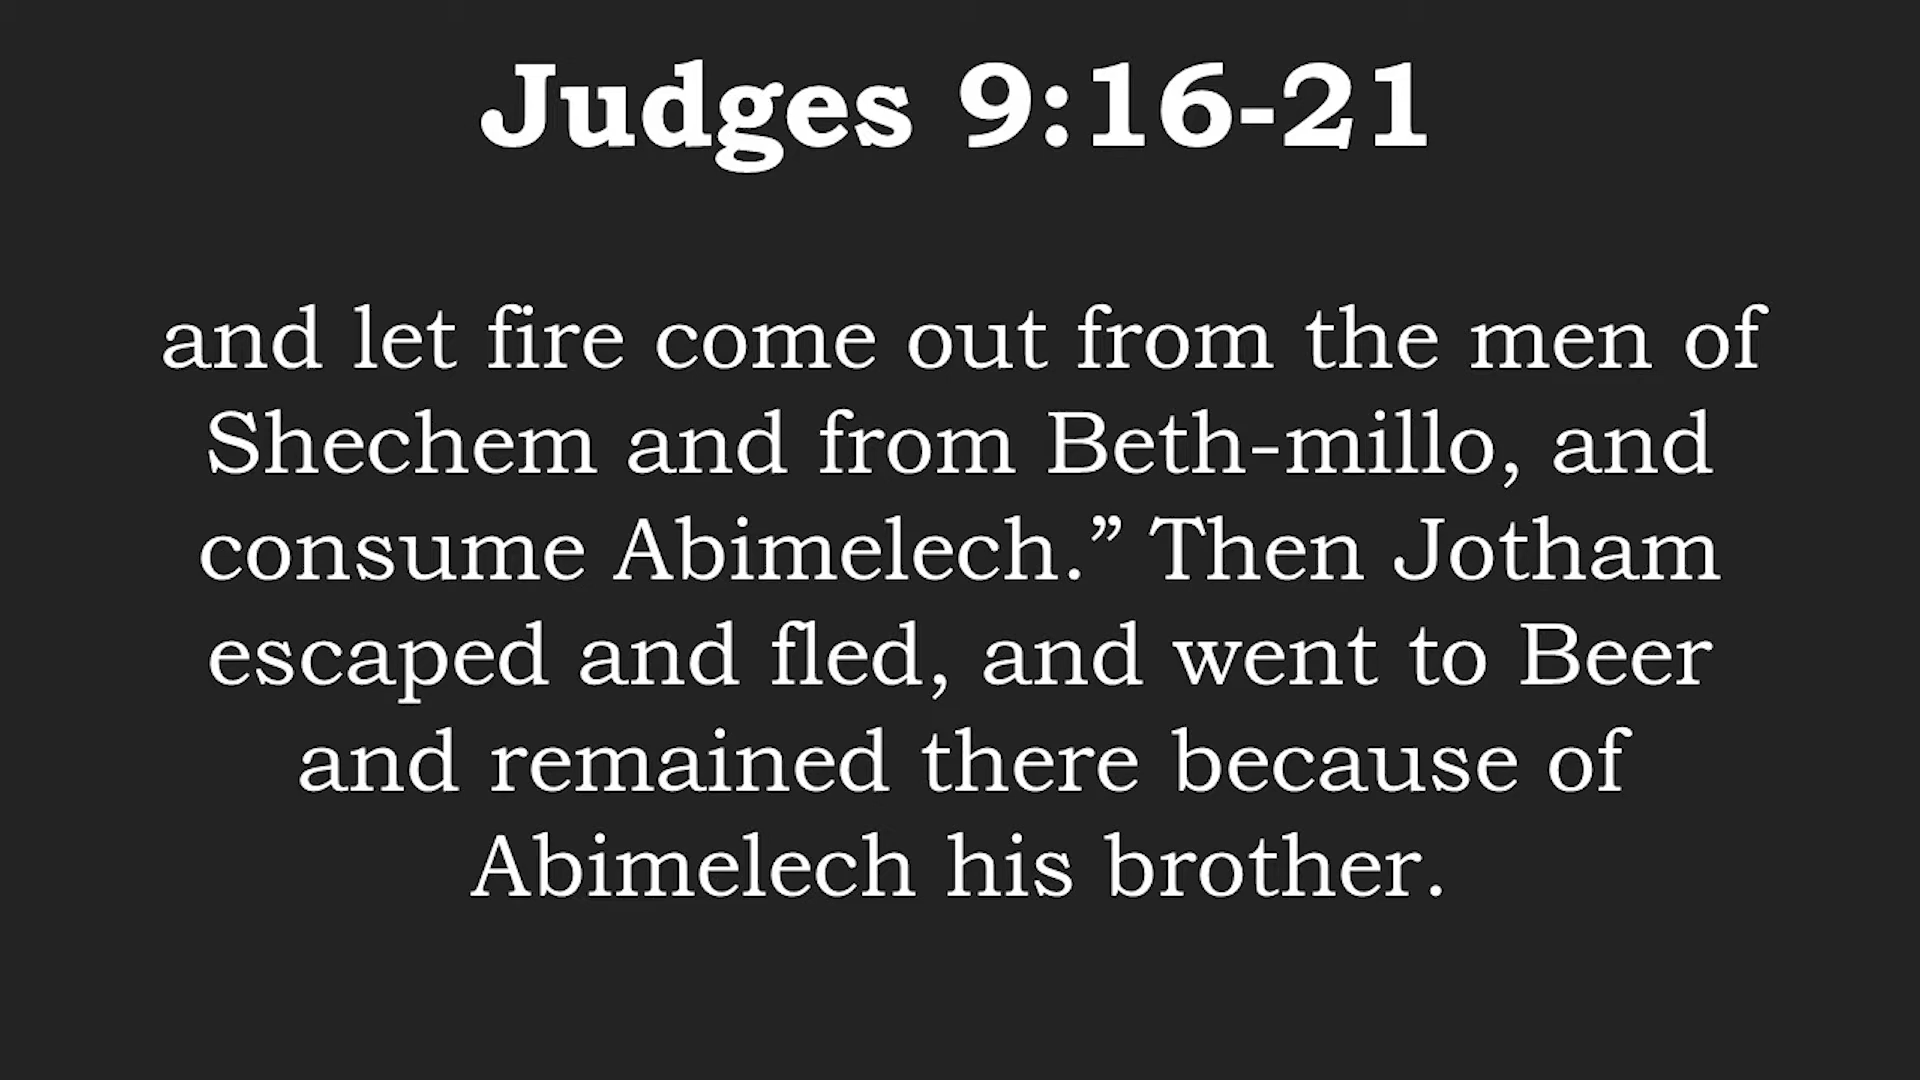 Judges 9:16-21
and let fire come out from the men of
Shechem and from Beth-millo, and
consume Abimelech.” Then Jotham
escaped and fled, and went to Beer
and remained there because of
Abimelech his brother.